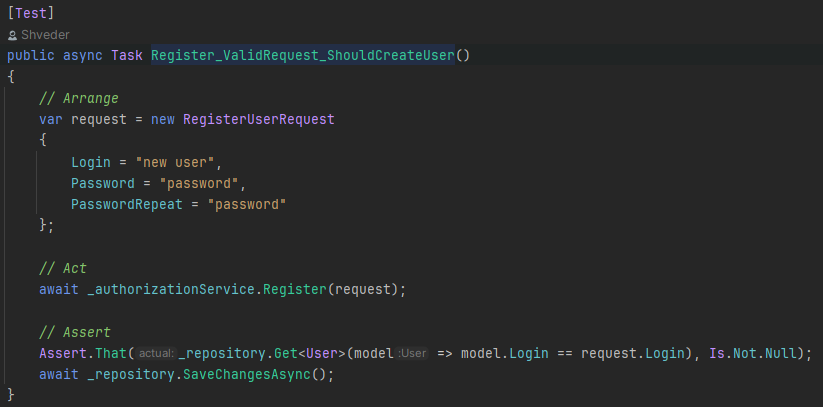 [Test]
Shveder
public async Task Register_ValidRequest_ShouldCreateUser()
{
// Arrange
var request = new RegisterUserRequest
{
Login = "new user",
Password = "password",
PasswordRepeat = "password"
};
// Act
await _authorizationService.Register(request);
// Assert
Assert.That(actual:_repository.Get<User>(model:User => model.Login == request.Login), Is.Not.Null);
await _repository.SaveChangesAsync();
}